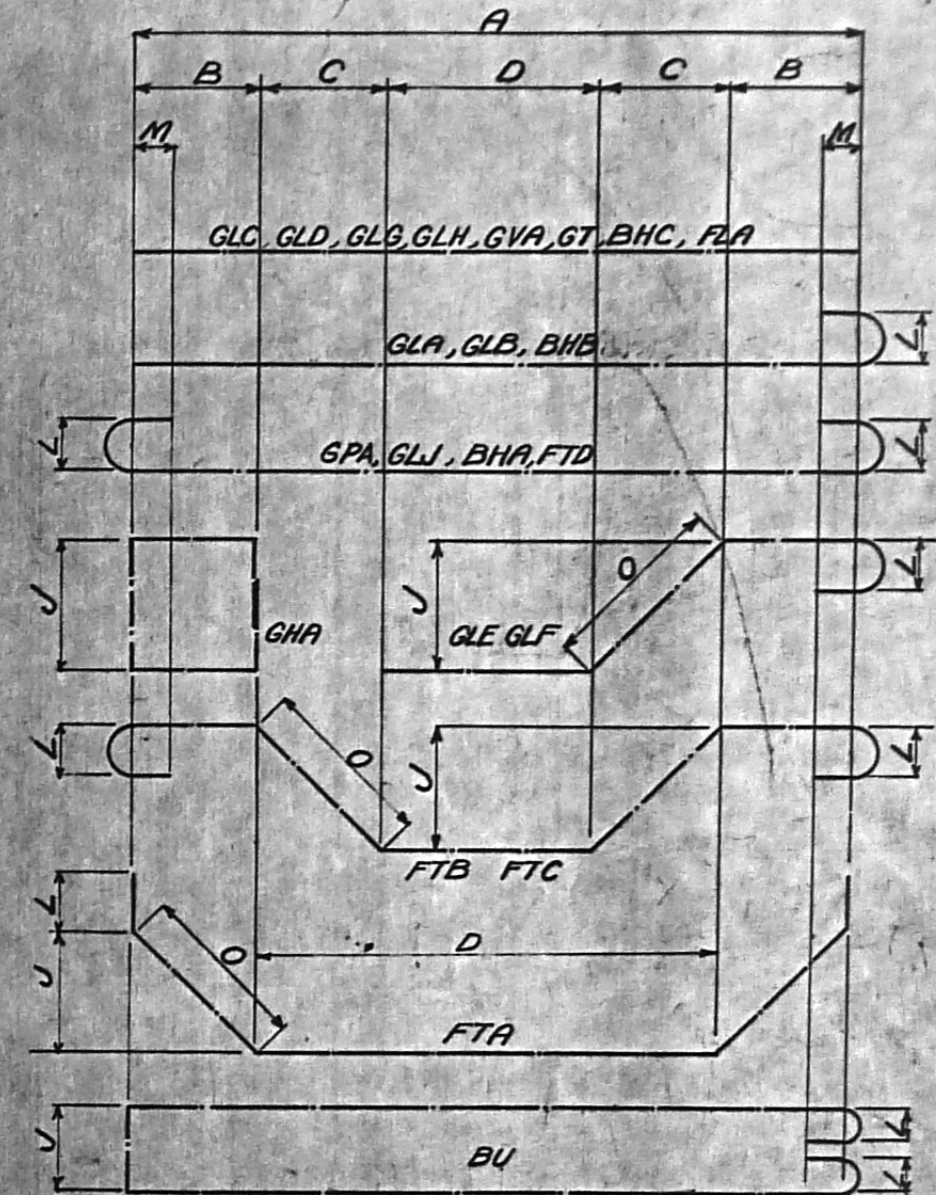 A
B C D C B
M M
GLC, GLD, GLG, GLH, GVA, GT, BHC, FLA
L
GLA, GLB, BHB
L L
GPA, GLJ, BHA, FTD
J J O L
GHA GLE GLF
L O J L
FTB FTC
L
J O D
FTA
J L
BU
L